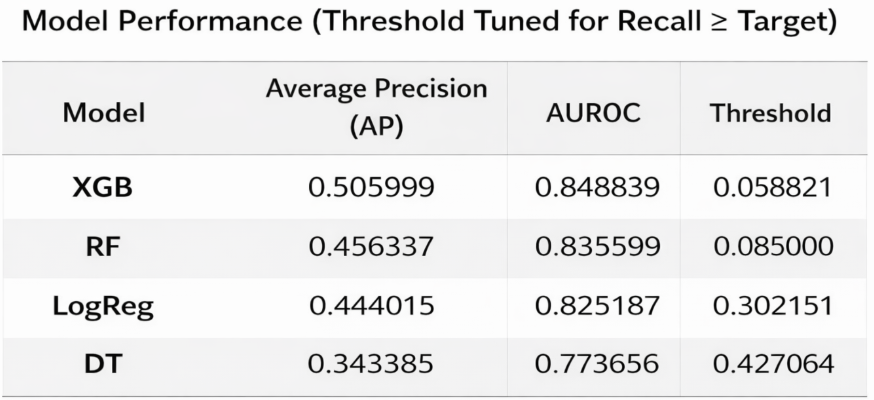 Model Performance (Threshold Tuned for Recall ≥ Target)
Model Average Precision (AP) AUROC Threshold
XGB 0.505999 0.848839 0.058821
RF 0.456337 0.835599 0.085000
LogReg 0.444015 0.825187 0.302151
DT 0.343385 0.773656 0.427064